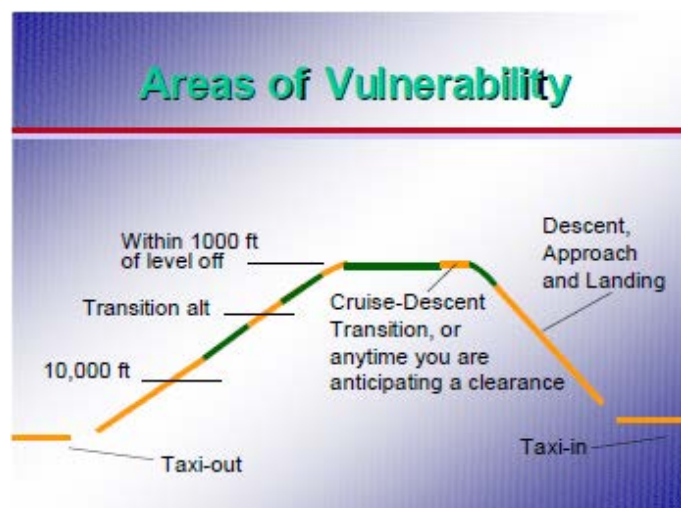 Areas of Vulnerability
Within 1000 ft
of level off
Transition alt
10,000 ft
Taxi-out
Cruise-Descent
Transition, or
anytime you are
anticipating a clearance
Descent,
Approach
and Landing
Taxi-in